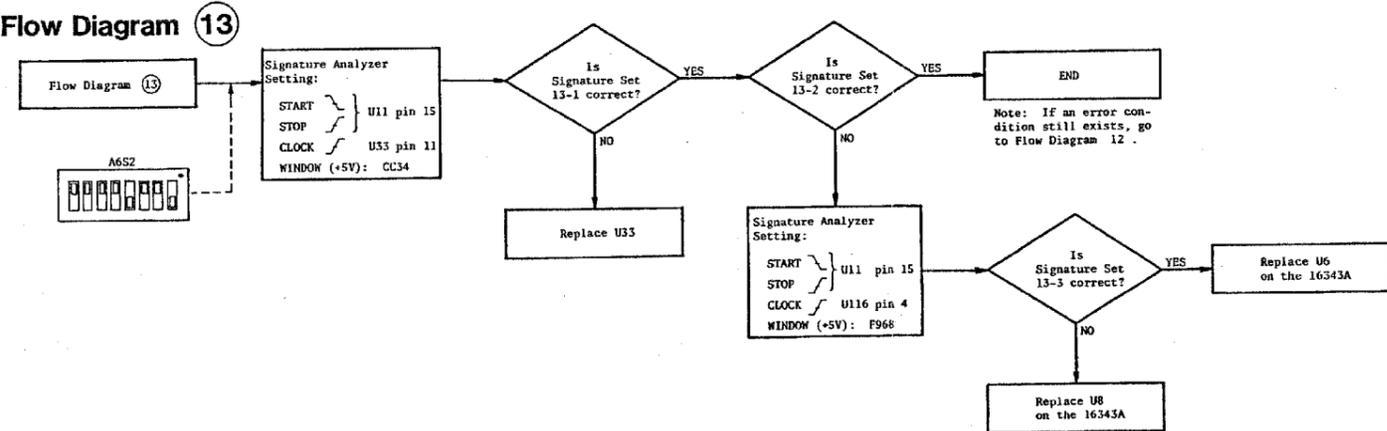 Flow Diagram 13
Flow Diagram 13
A6S2
Signature Analyzer
Setting:
START
STOP
U11 pin 15
CLOCK U33 pin 11
WINDOW (+5V): CC34
Is
Signature Set
13-1 correct?
YES
NO
Replace U33
Is
Signature Set
13-2 correct?
YES
NO
END
Note: If an error con-
dition still exists, go
to Flow Diagram 12 .
Signature Analyzer
Setting:
START
STOP
U11 pin 15
CLOCK U116 pin 4
WINDOW (+5V): F968
Is
Signature Set
13-3 correct?
YES
NO
Replace U6
on the 16343A
Replace U8
on the 16343A